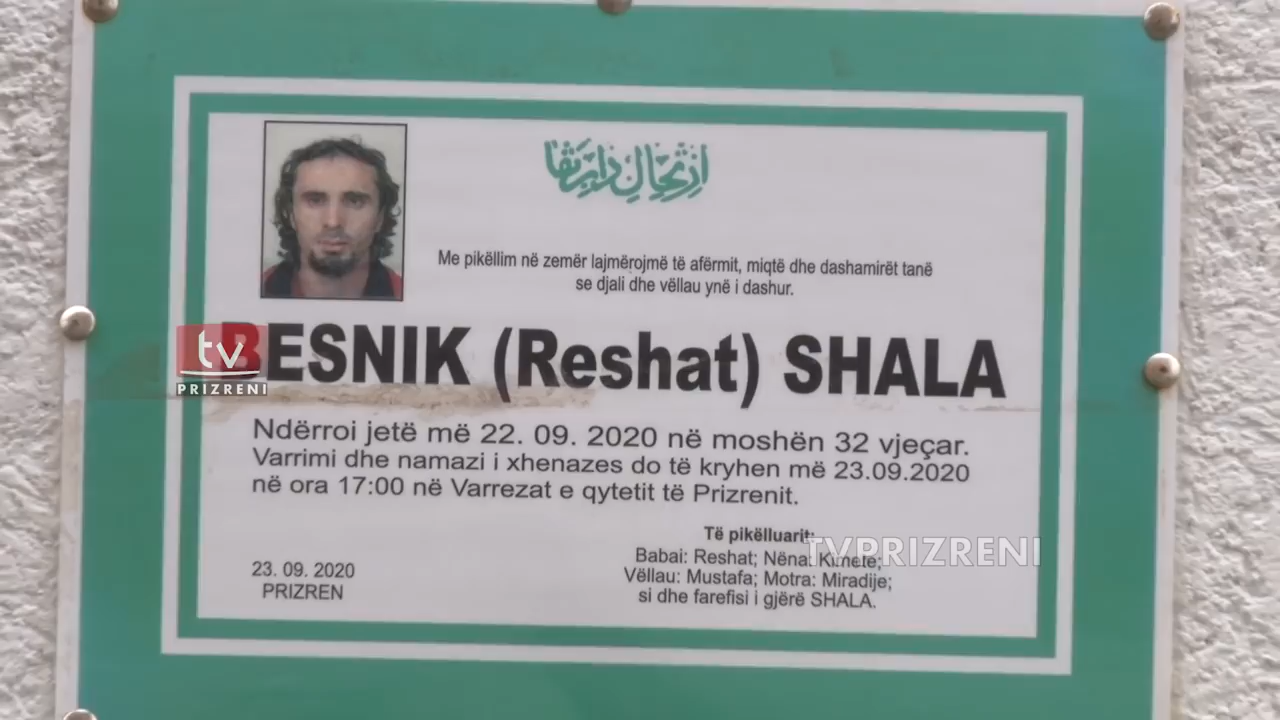 ارتحال دار بقا
Me pikëllim në zemër lajmërojmë të afërmit, miqtë dhe dashamirët tanë
se djali dhe vëllau ynë i dashur.
BESNIK (Reshat) SHALA
tv
PRIZRENI
Ndërroi jetë më 22. 09. 2020 në moshën 32 vjeçar.
Varrimi dhe namazi i xhenazes do të kryhen më 23.09.2020
në ora 17:00 në Varrezat e qytetit të Prizrenit.
Të pikëlluarit:
TVPRIZRENI
Babai: Reshat; Nëna: Kimete;
Vëllau: Mustafa; Motra: Miradije;
si dhe farefisi i gjërë SHALA.
23. 09. 2020
PRIZREN